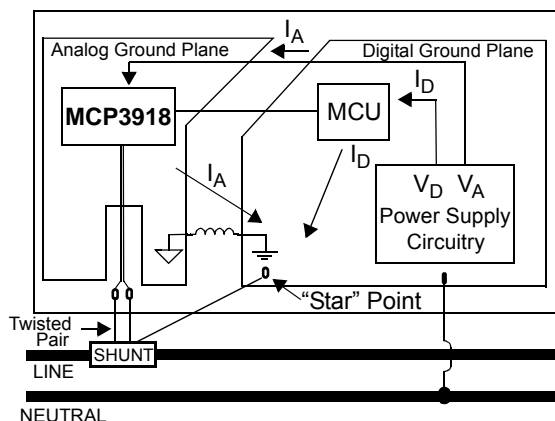 I_A
Analog Ground Plane
Digital Ground Plane
MCP3918
MCU
I_D
I_A
I_D
V_D V_A
Power Supply
Circuitry
"Star" Point
Twisted
Pair
SHUNT
LINE
NEUTRAL